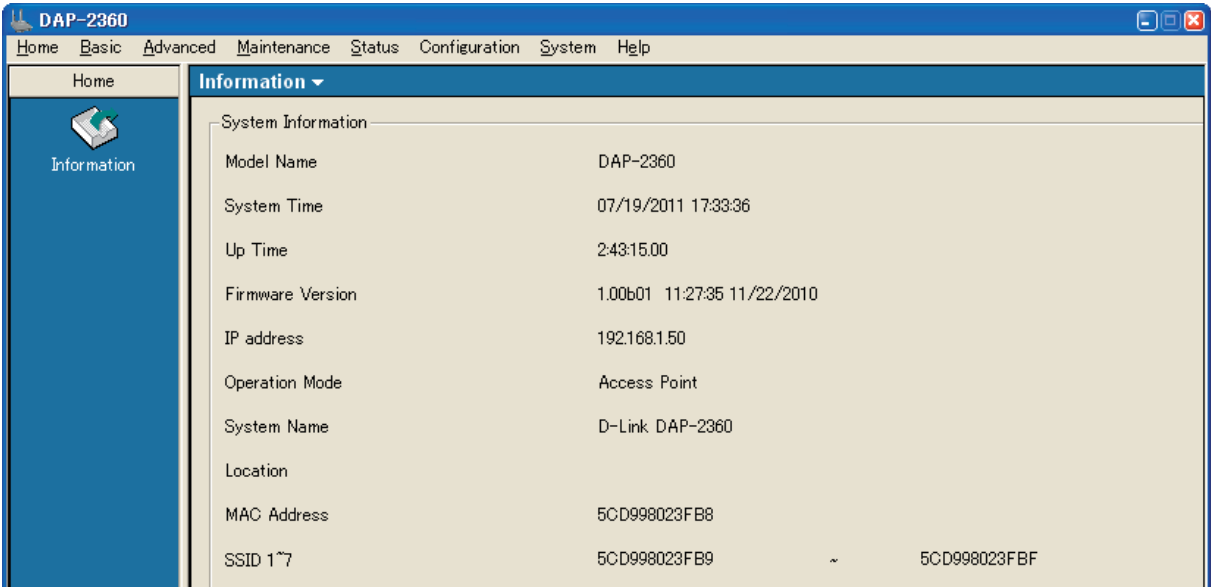 DAP-2360
Home Basic Advanced Maintenance Status Configuration System Help
Home
Information
Information
System Information
Model Name DAP-2360
System Time 07/19/2011 17:33:36
Up Time 2:43:15.00
Firmware Version 1.00b01 11:27:35 11/22/2010
IP address 192.168.1.50
Operation Mode Access Point
System Name D-Link DAP-2360
Location
MAC Address 5CD998023FB8
SSID 1~7 5CD998023FB9 ~ 5CD998023FBF